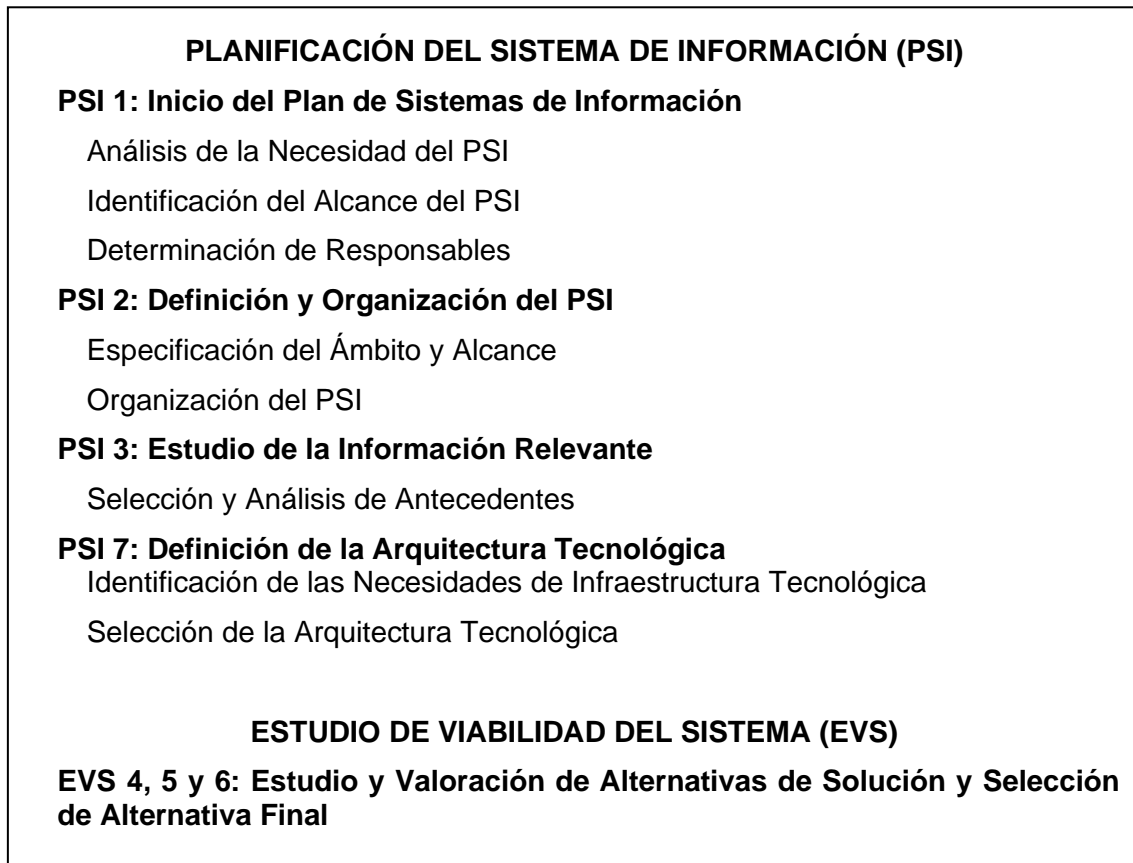 PLANIFICACIÓN DEL SISTEMA DE INFORMACIÓN (PSI)
PSI 1: Inicio del Plan de Sistemas de Información
Análisis de la Necesidad del PSI
Identificación del Alcance del PSI
Determinación de Responsables
PSI 2: Definición y Organización del PSI
Especificación del Ámbito y Alcance
Organización del PSI
PSI 3: Estudio de la Información Relevante
Selección y Análisis de Antecedentes
PSI 7: Definición de la Arquitectura Tecnológica
Identificación de las Necesidades de Infraestructura Tecnológica
Selección de la Arquitectura Tecnológica
ESTUDIO DE VIABILIDAD DEL SISTEMA (EVS)
EVS 4, 5 y 6: Estudio y Valoración de Alternativas de Solución y Selección
de Alternativa Final